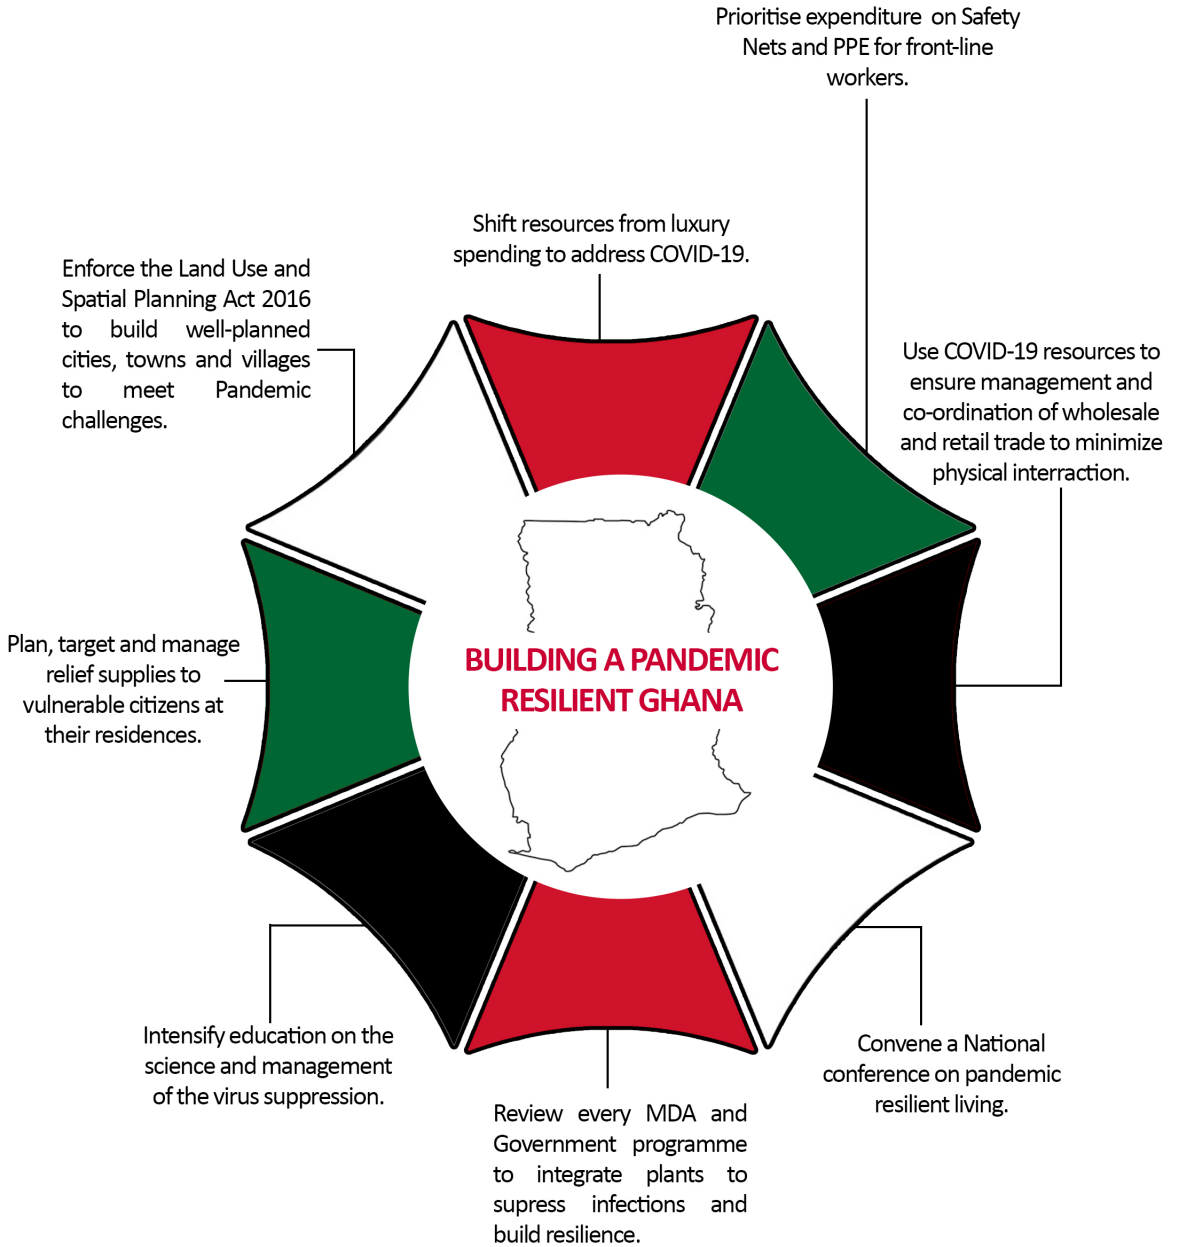 Prioritise expenditure on Safety
Nets and PPE for front-line
workers.
Shift resources from luxury
spending to address COVID-19.
Enforce the Land Use and
Spatial Planning Act 2016
to build well-planned
cities, towns and villages
to meet Pandemic
challenges.
Use COVID-19 resources to
ensure management and
co-ordination of wholesale
and retail trade to minimize
physical interraction.
Plan, target and manage
relief supplies to
vulnerable citizens at
their residences.
BUILDING A PANDEMIC
RESILIENT GHANA
Intensify education on the
science and management
of the virus suppression.
Convene a National
conference on pandemic
resilient living.
Review every MDA and
Government programme
to integrate plants to
supress infections and
build resilience.